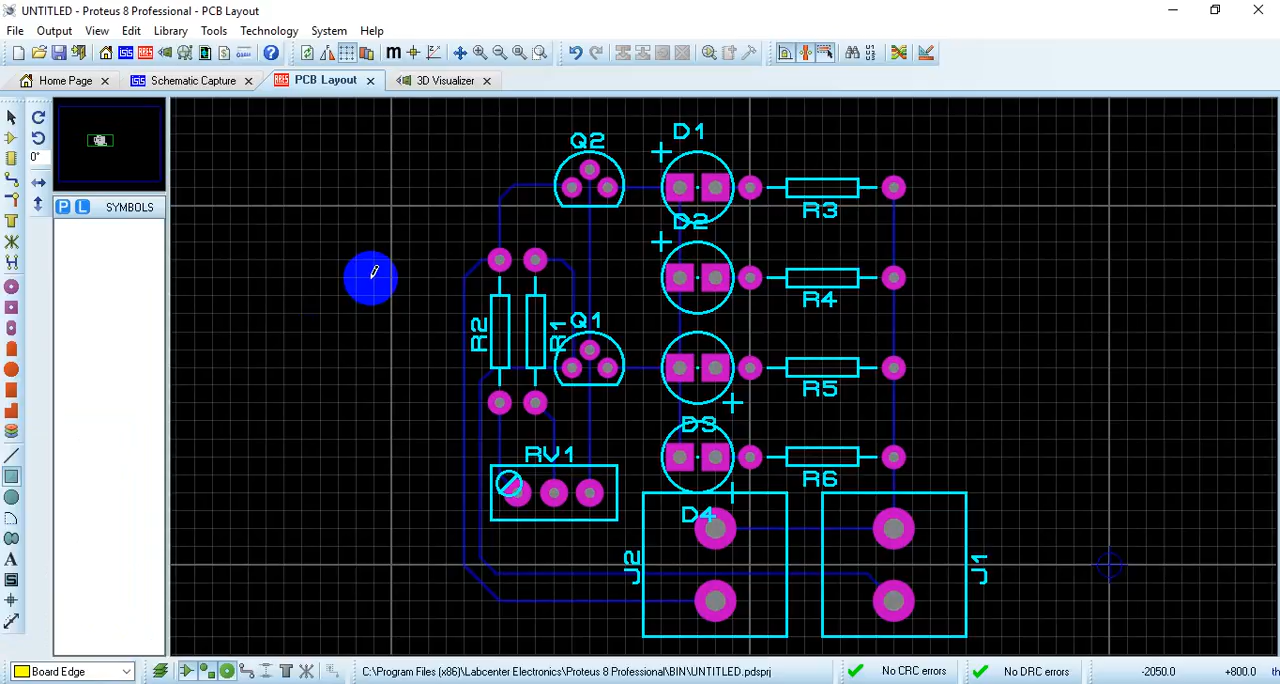 UNTITLED - Proteus 8 Professional - PCB Layout
File Output View Edit Library Tools Technology System Help
Home Page Schematic Capture PCB Layout 3D Visualizer
0°
P L SYMBOLS
D1
Q2
R3
D2
R4
Q1
R2
R1
R5
D3
RV1
R6
D4
J2
J1
Board Edge
C:\Program Files (x86)\Labcenter Electronics\Proteus 8 Professional\BIN\UNTITLED.pdsprj
No CRC errors
No DRC errors
-2050.0
+800.0
th